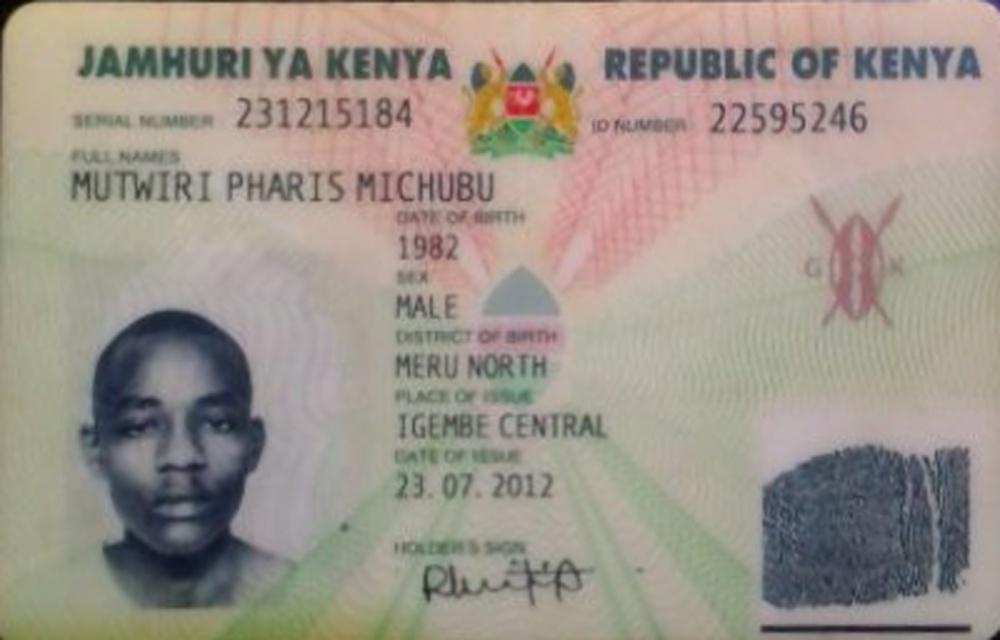 JAMHURI YA KENYA
REPUBLIC OF KENYA
SERIAL NUMBER 231215184
ID NUMBER 22595246
FULL NAMES
MUTWIRI PHARIS MICHUBU
DATE OF BIRTH
1982
SEX
MALE
DISTRICT OF BIRTH
MERU NORTH
PLACE OF ISSUE
IGEMBE CENTRAL
DATE OF ISSUE
23.07.2012
HOLDER'S SIGN
G K